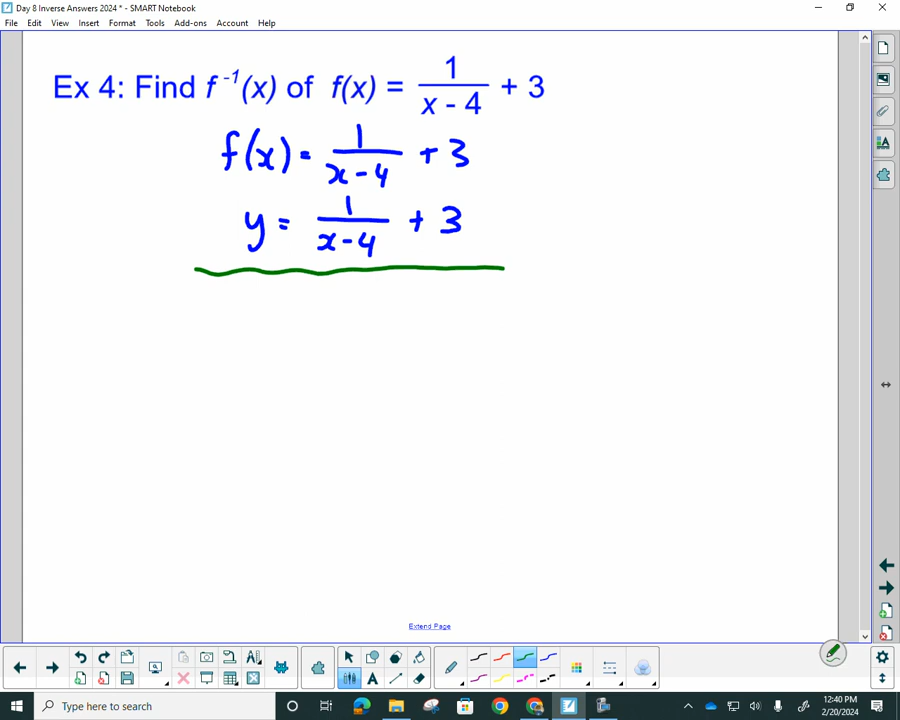 Day 8 Inverse Answers 2024 * - SMART Notebook
File Edit View Insert Format Tools Add-ons Account Help
Ex 4: Find f ⁻¹(x) of f(x) = 1/(x - 4) + 3
f(x) = 1/(x - 4) + 3
y = 1/(x - 4) + 3
Extend Page
Type here to search
12:40 PM
2/20/2024